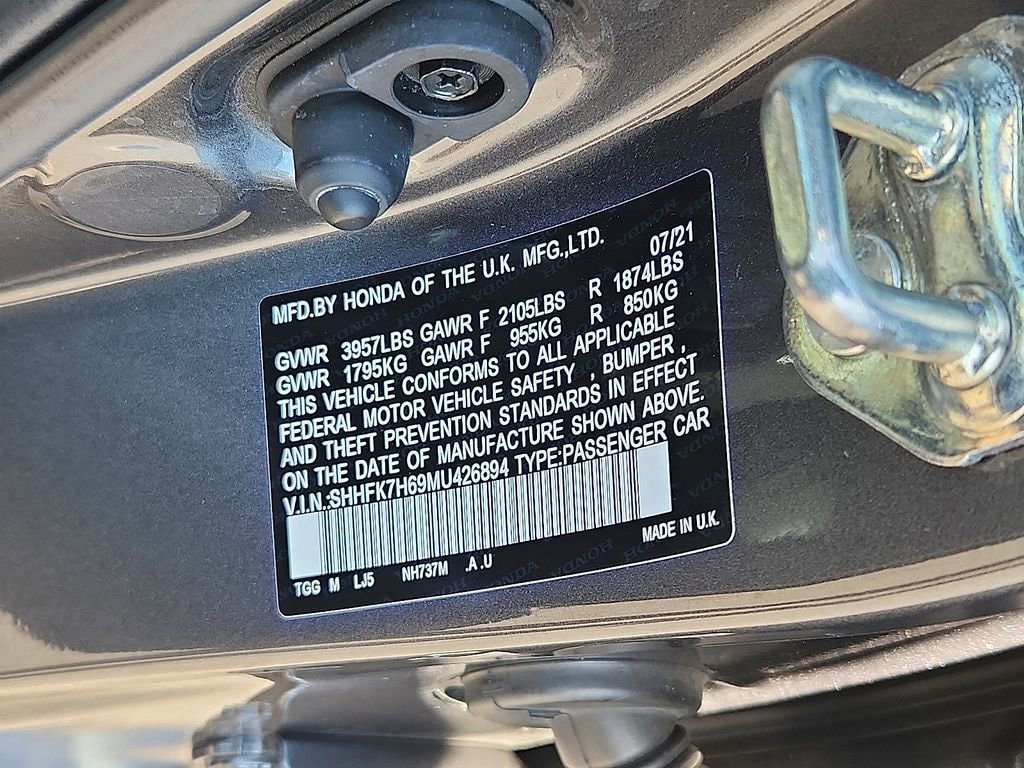 MFD.BY HONDA OF THE U.K. MFG.,LTD. 07/21
GVWR 3957LBS GAWR F 2105LBS R 1874LBS
GVWR 1795KG GAWR F 955KG R 850KG
THIS VEHICLE CONFORMS TO ALL APPLICABLE
FEDERAL MOTOR VEHICLE SAFETY , BUMPER ,
AND THEFT PREVENTION STANDARDS IN EFFECT
ON THE DATE OF MANUFACTURE SHOWN ABOVE.
V.I.N.:SHHFK7H69MU426894 TYPE:PASSENGER CAR
TGG M LJ5 NH737M .A .U MADE IN U.K.